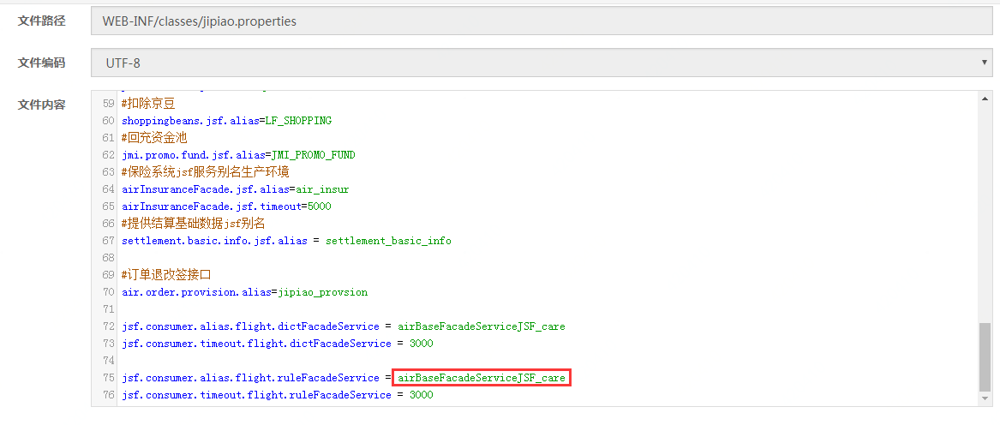 文件路径 WEB-INF/classes/jipiao.properties
文件编码 UTF-8
文件内容
59 #扣除京豆
60 shoppingbeans.jsf.alias=LF_SHOPPING
61 #回充资金池
62 jmi.promo.fund.jsf.alias=JMI_PROMO_FUND
63 #保险系统jsf服务别名生产环境
64 airInsuranceFacade.jsf.alias=air_insur
65 airInsuranceFacade.jsf.timeout=5000
66 #提供结算基础数据jsf别名
67 settlement.basic.info.jsf.alias = settlement_basic_info
68
69 #订单退改签接口
70 air.order.provision.alias=jipiao_provsion
71
72 jsf.consumer.alias.flight.dictFacadeService = airBaseFacadeServiceJSF_care
73 jsf.consumer.timeout.flight.dictFacadeService = 3000
74
75 jsf.consumer.alias.flight.ruleFacadeService = airBaseFacadeServiceJSF_care
76 jsf.consumer.timeout.flight.ruleFacadeService = 3000